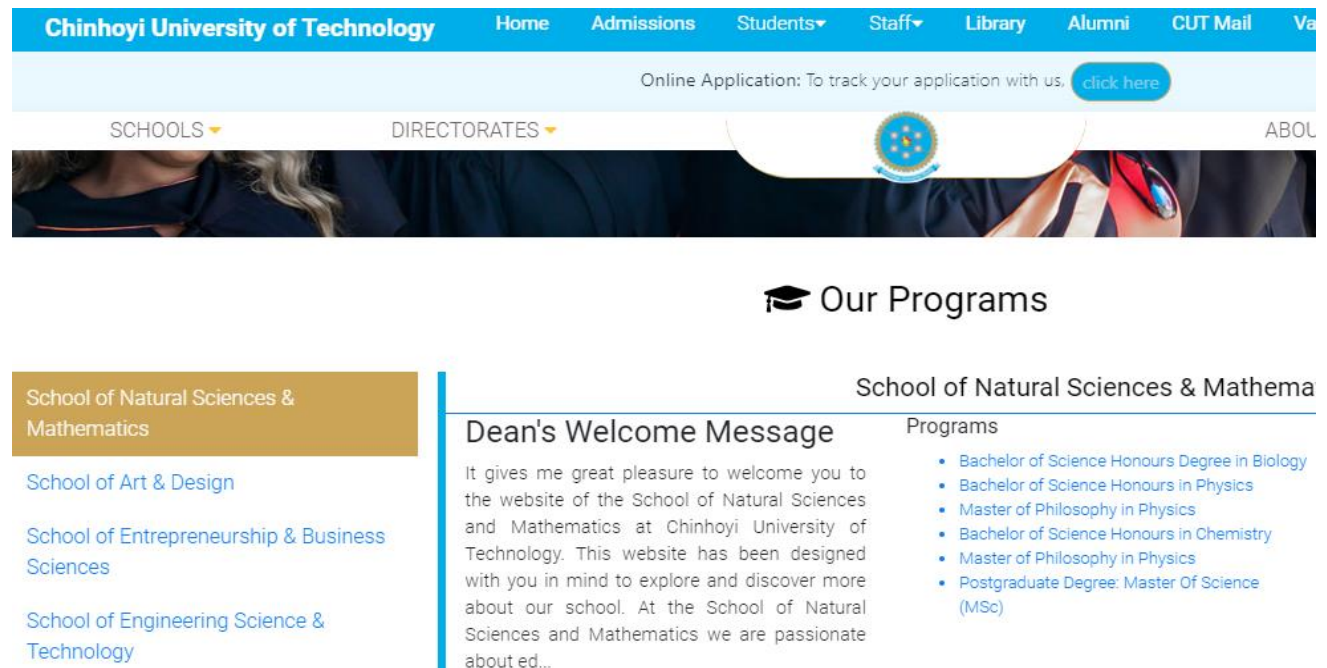 Chinhoyi University of Technology Home Admissions Students Staff Library Alumni CUT Mail
Online Application: To track your application with us, click here
SCHOOLS DIRECTORATES
Our Programs
School of Natural Sciences &
Mathematics
School of Art & Design
School of Entrepreneurship & Business
Sciences
School of Engineering Science &
Technology
School of Natural Sciences &
Dean's Welcome Message
It gives me great pleasure to welcome you to
the website of the School of Natural Sciences
and Mathematics at Chinhoyi University of
Technology. This website has been designed
with you in mind to explore and discover more
about our school. At the School of Natural
Sciences and Mathematics we are passionate
about ed...
Programs
• Bachelor of Science Honours Degree in Biology
• Bachelor of Science Honours in Physics
• Master of Philosophy in Physics
• Bachelor of Science Honours in Chemistry
• Master of Philosophy in Physics
• Postgraduate Degree: Master Of Science
(MSc)